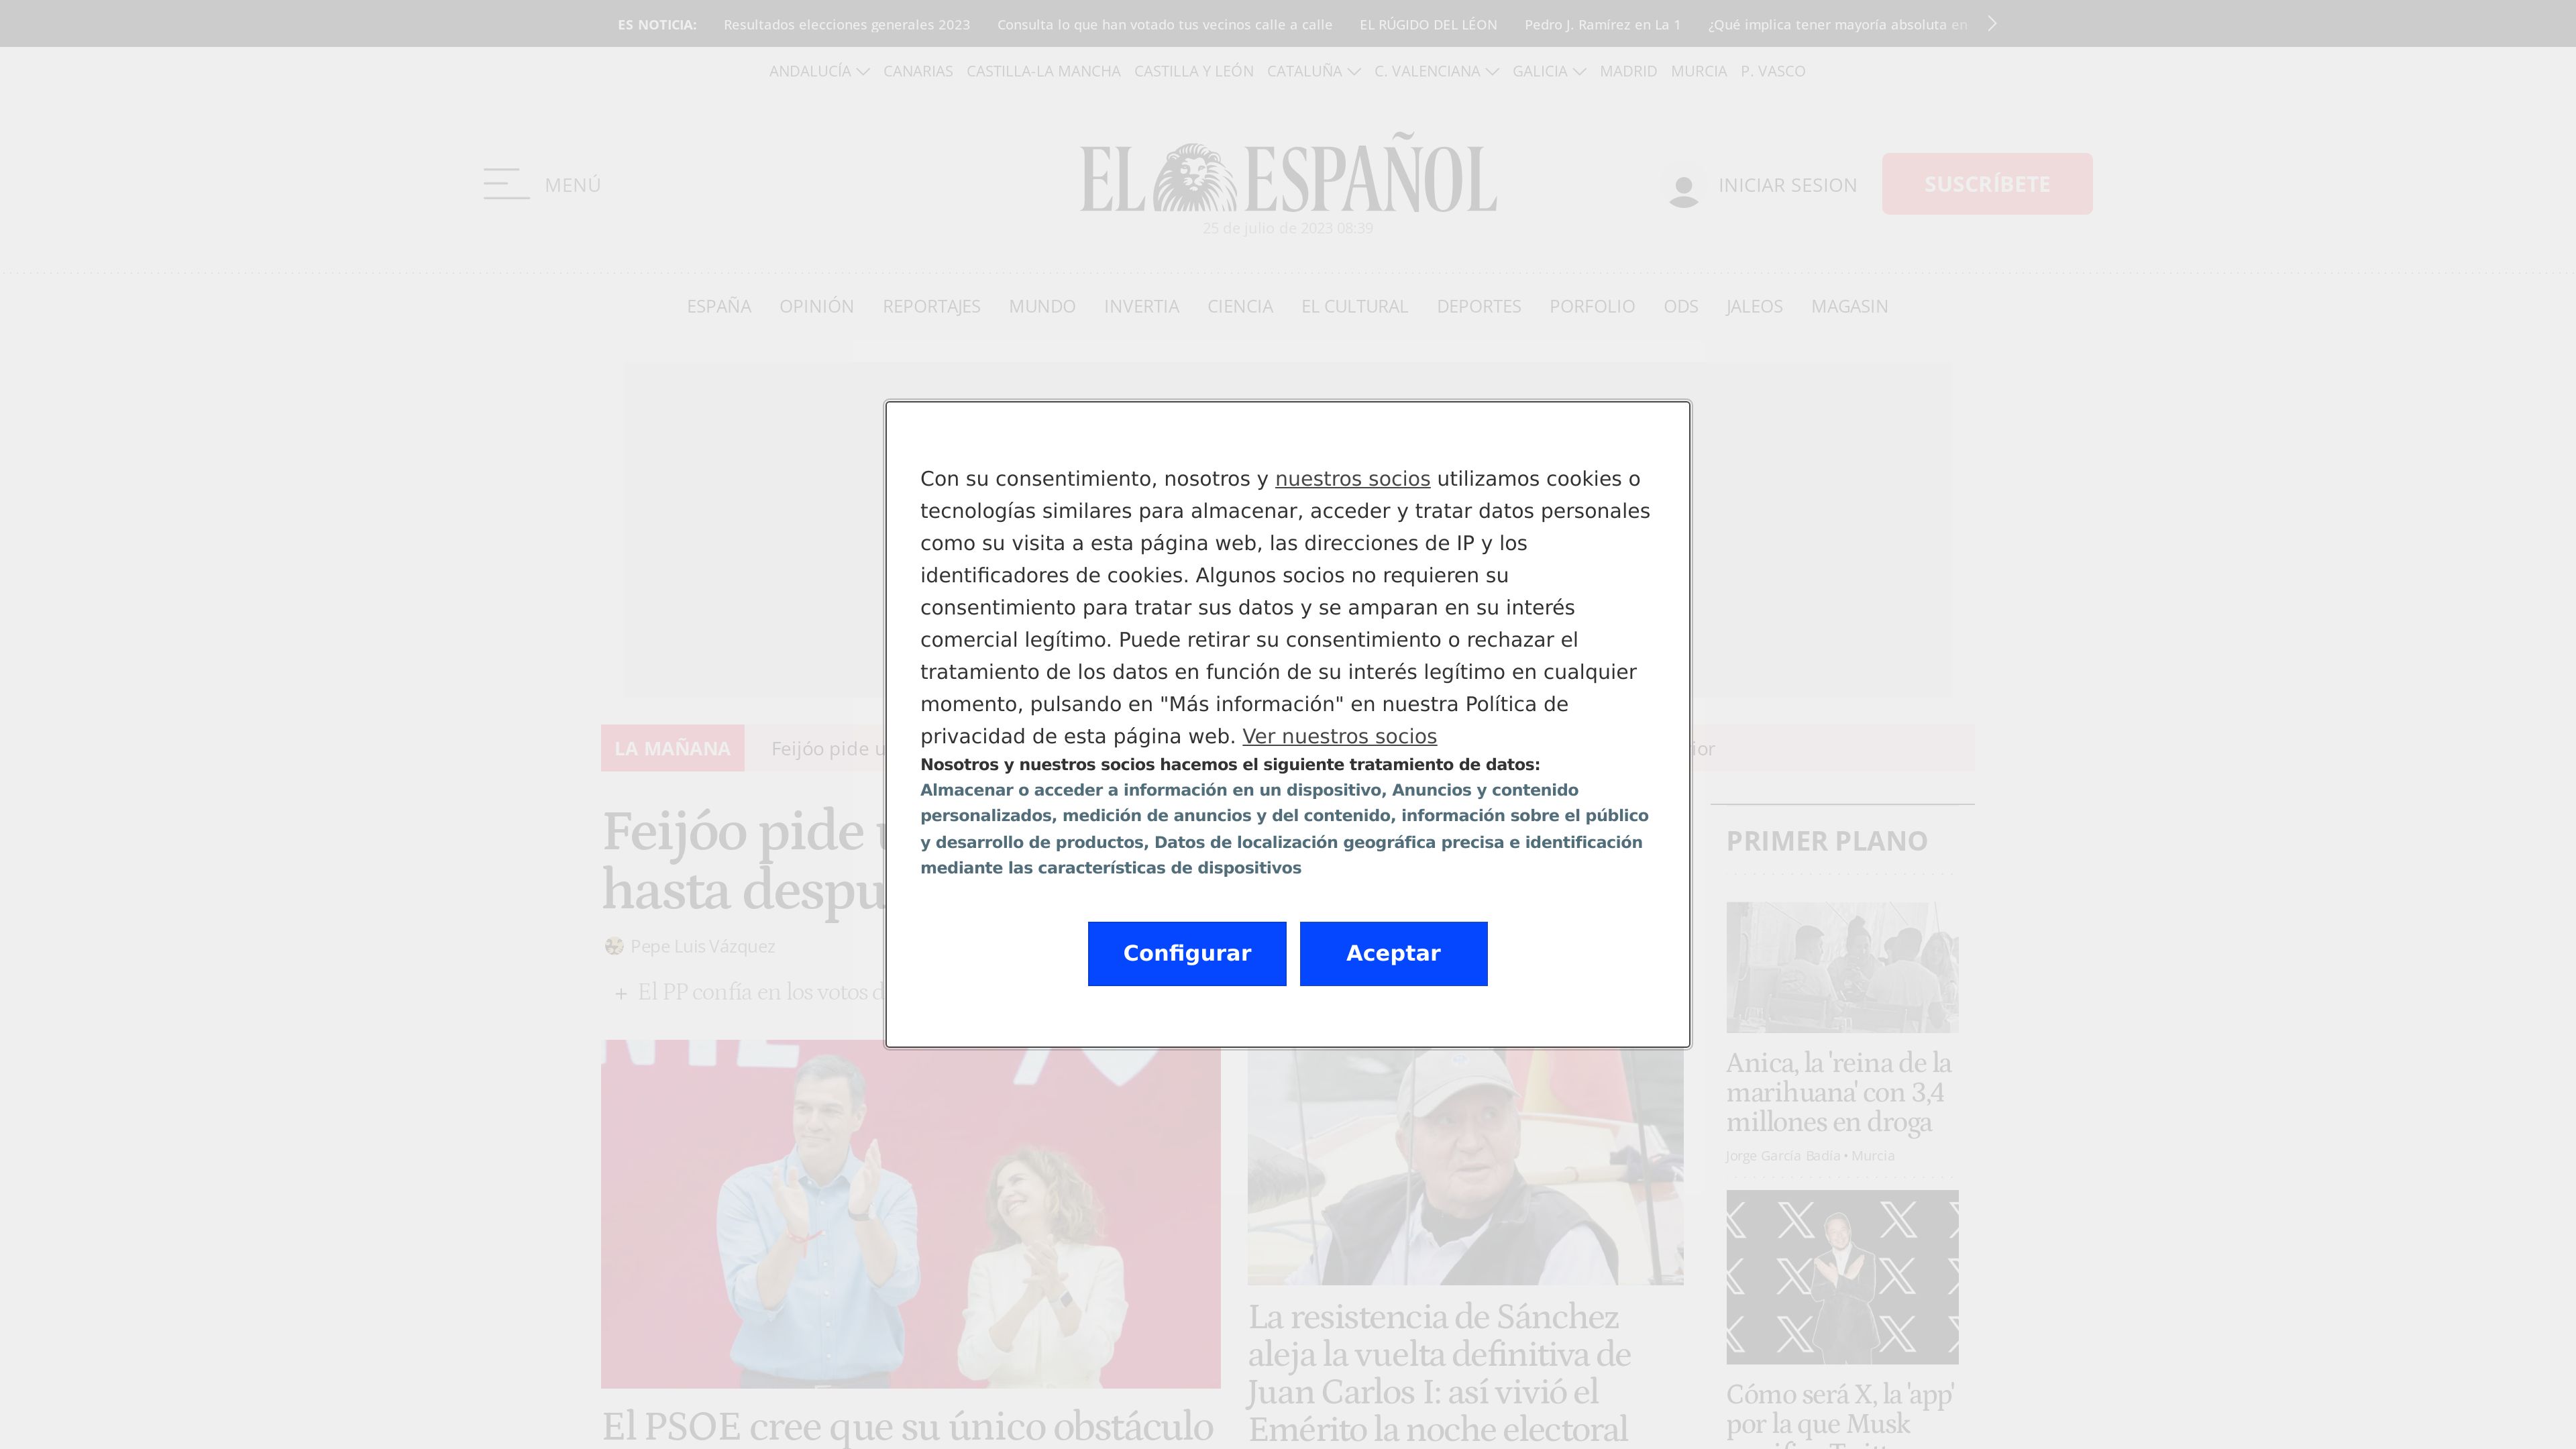 ES NOTICIA: Resultados elecciones generales 2023 Consulta lo que han votado tus vecinos calle a calle EL RÚGIDO DEL LÉON Pedro J. Ramírez en La 1 ¿Qué implica tener mayoría absoluta en
ANDALUCÍA CANARIAS CASTILLA-LA MANCHA CASTILLA Y LEÓN CATALUÑA C. VALENCIANA GALICIA MADRID MURCIA P. VASCO
MENÚ
EL ESPAÑOL
INICIAR SESION
SUSCRÍBETE
25 de julio de 2023 08:39
ESPAÑA OPINIÓN REPORTAJES MUNDO INVERTIA CIENCIA EL CULTURAL DEPORTES PORFOLIO ODS JALEOS MAGASIN
Con su consentimiento, nosotros y nuestros socios utilizamos cookies o
tecnologías similares para almacenar, acceder y tratar datos personales
como su visita a esta página web, las direcciones de IP y los
identificadores de cookies. Algunos socios no requieren su
consentimiento para tratar sus datos y se amparan en su interés
comercial legítimo. Puede retirar su consentimiento o rechazar el
tratamiento de los datos en función de su interés legítimo en cualquier
momento, pulsando en "Más información" en nuestra Política de
privacidad de esta página web. Ver nuestros socios
Nosotros y nuestros socios hacemos el siguiente tratamiento de datos:
Almacenar o acceder a información en un dispositivo, Anuncios y contenido
personalizados, medición de anuncios y del contenido, información sobre el público
y desarrollo de productos, Datos de localización geográfica precisa e identificación
mediante las características de dispositivos
Configurar Aceptar
LA MAÑANA Feijóo pide
Feijóo pide
hasta
Pepe Luis Vázquez
+ El PP confía en los votos
El PSOE cree que su único obstáculo
La resistencia de Sánchez
aleja la vuelta definitiva de
Juan Carlos I: así vivió el
Emérito la noche electoral
PRIMER PLANO
Anica, la 'reina de la
marihuana' con 3,4
millones en droga
Jorge García Badía • Murcia
Cómo será X, la 'app'
por la que Musk